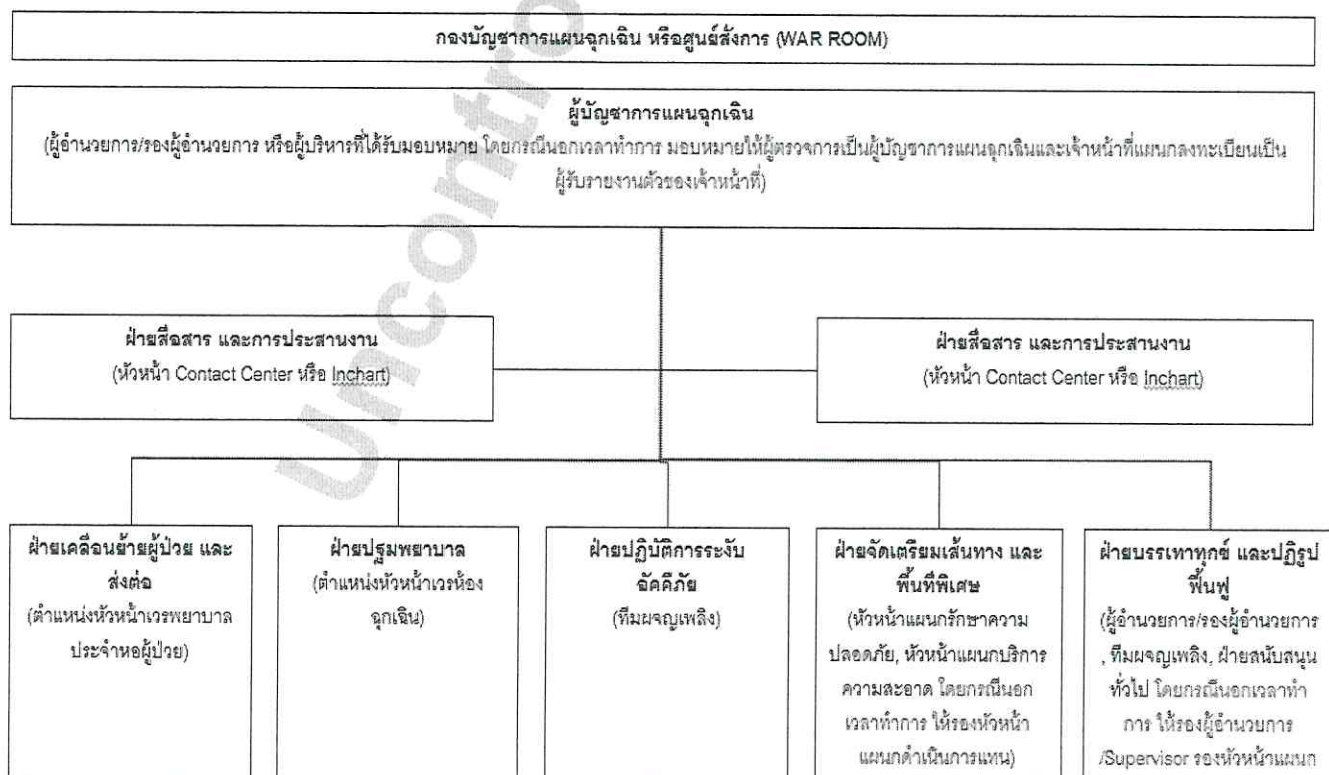 กองบัญชาการแผนฉุกเฉิน หรือศูนย์สั่งการ (WAR ROOM)
ผู้บัญชาการแผนฉุกเฉิน
(ผู้อำนวยการ/รองผู้อำนวยการ หรือผู้บริหารที่ได้รับมอบหมาย โดยกรณีนอกเวลาทำการ มอบหมายให้ผู้ตรวจการเป็นผู้บัญชาการแผนฉุกเฉินและเจ้าหน้าที่แผนกลงทะเบียนเป็น
ผู้รับรายงานตัวของเจ้าหน้าที่)
ฝ่ายสื่อสาร และการประสานงาน
(หัวหน้า Contact Center หรือ Inchart)
ฝ่ายสื่อสาร และการประสานงาน
(หัวหน้า Contact Center หรือ Inchart)
ฝ่ายเคลื่อนย้ายผู้ป่วย และ
ส่งต่อ
(ตำแหน่งหัวหน้าเวรพยาบาล
ประจำหอผู้ป่วย)
ฝ่ายปฐมพยาบาล
(ตำแหน่งหัวหน้าเวรห้อง
ฉุกเฉิน)
ฝ่ายปฏิบัติการระงับ
อัคคีภัย
(ทีมผจญเพลิง)
ฝ่ายจัดเตรียมเส้นทาง และ
พื้นที่พิเศษ
(หัวหน้าแผนกรักษาความ
ปลอดภัย, หัวหน้าแผนกบริการ
ความสะอาด โดยกรณีนอก
เวลาทำการ ให้รองหัวหน้า
แผนกดำเนินการแทน)
ฝ่ายบรรเทาทุกข์ และปฏิรูป
ฟื้นฟู
(ผู้อำนวยการ/รองผู้อำนวยการ
, ทีมผจญเพลิง, ฝ่ายสนับสนุน
ทั่วไป โดยกรณีนอกเวลาทำ
การ ให้รองผู้อำนวยการ
/Supervisor รองหัวหน้าแผนก
Uncontro